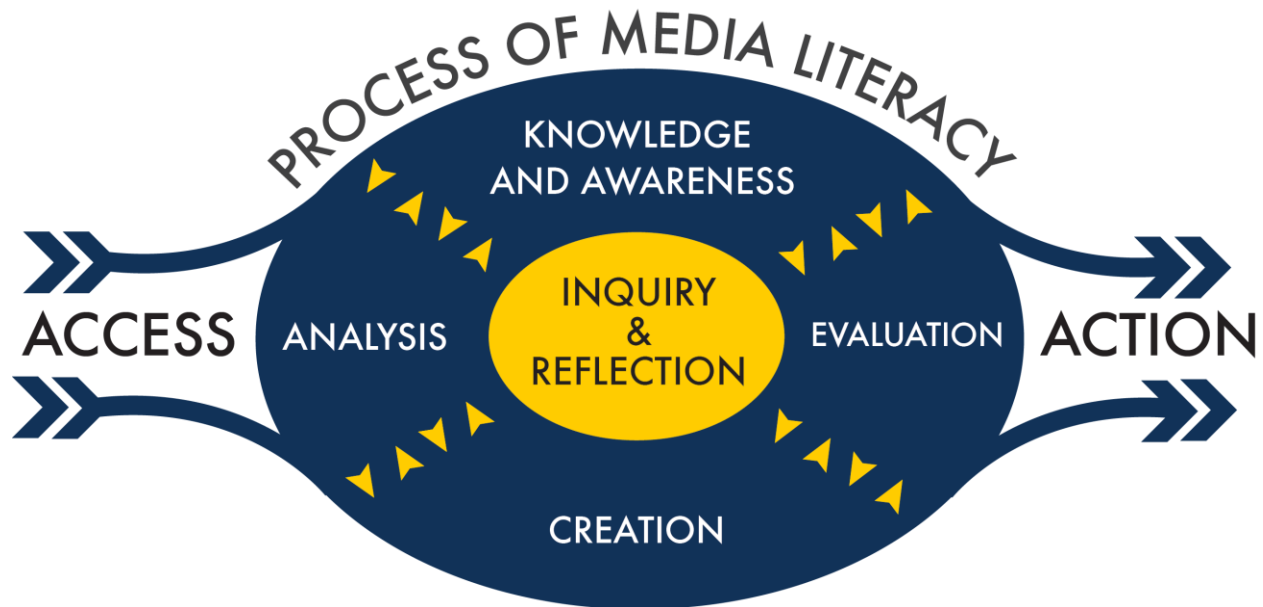 PROCESS OF MEDIA LITERACY
KNOWLEDGE
AND AWARENESS
ACCESS
ANALYSIS
INQUIRY
&
REFLECTION
EVALUATION
ACTION
CREATION